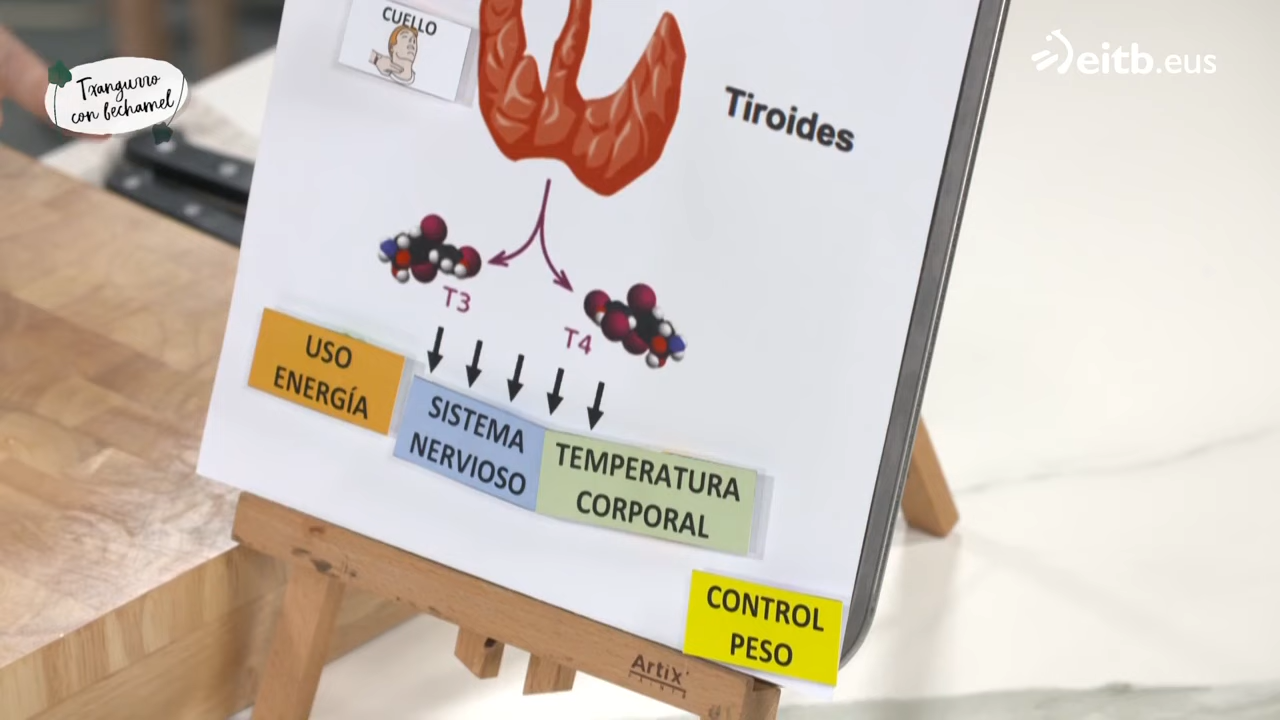 CUELLO
eitb.eus
Txangurro
con bechamel
Tiroides
T3
T4
USO
ENERGÍA
SISTEMA
NERVIOSO
TEMPERATURA
CORPORAL
CONTROL
PESO
Artix